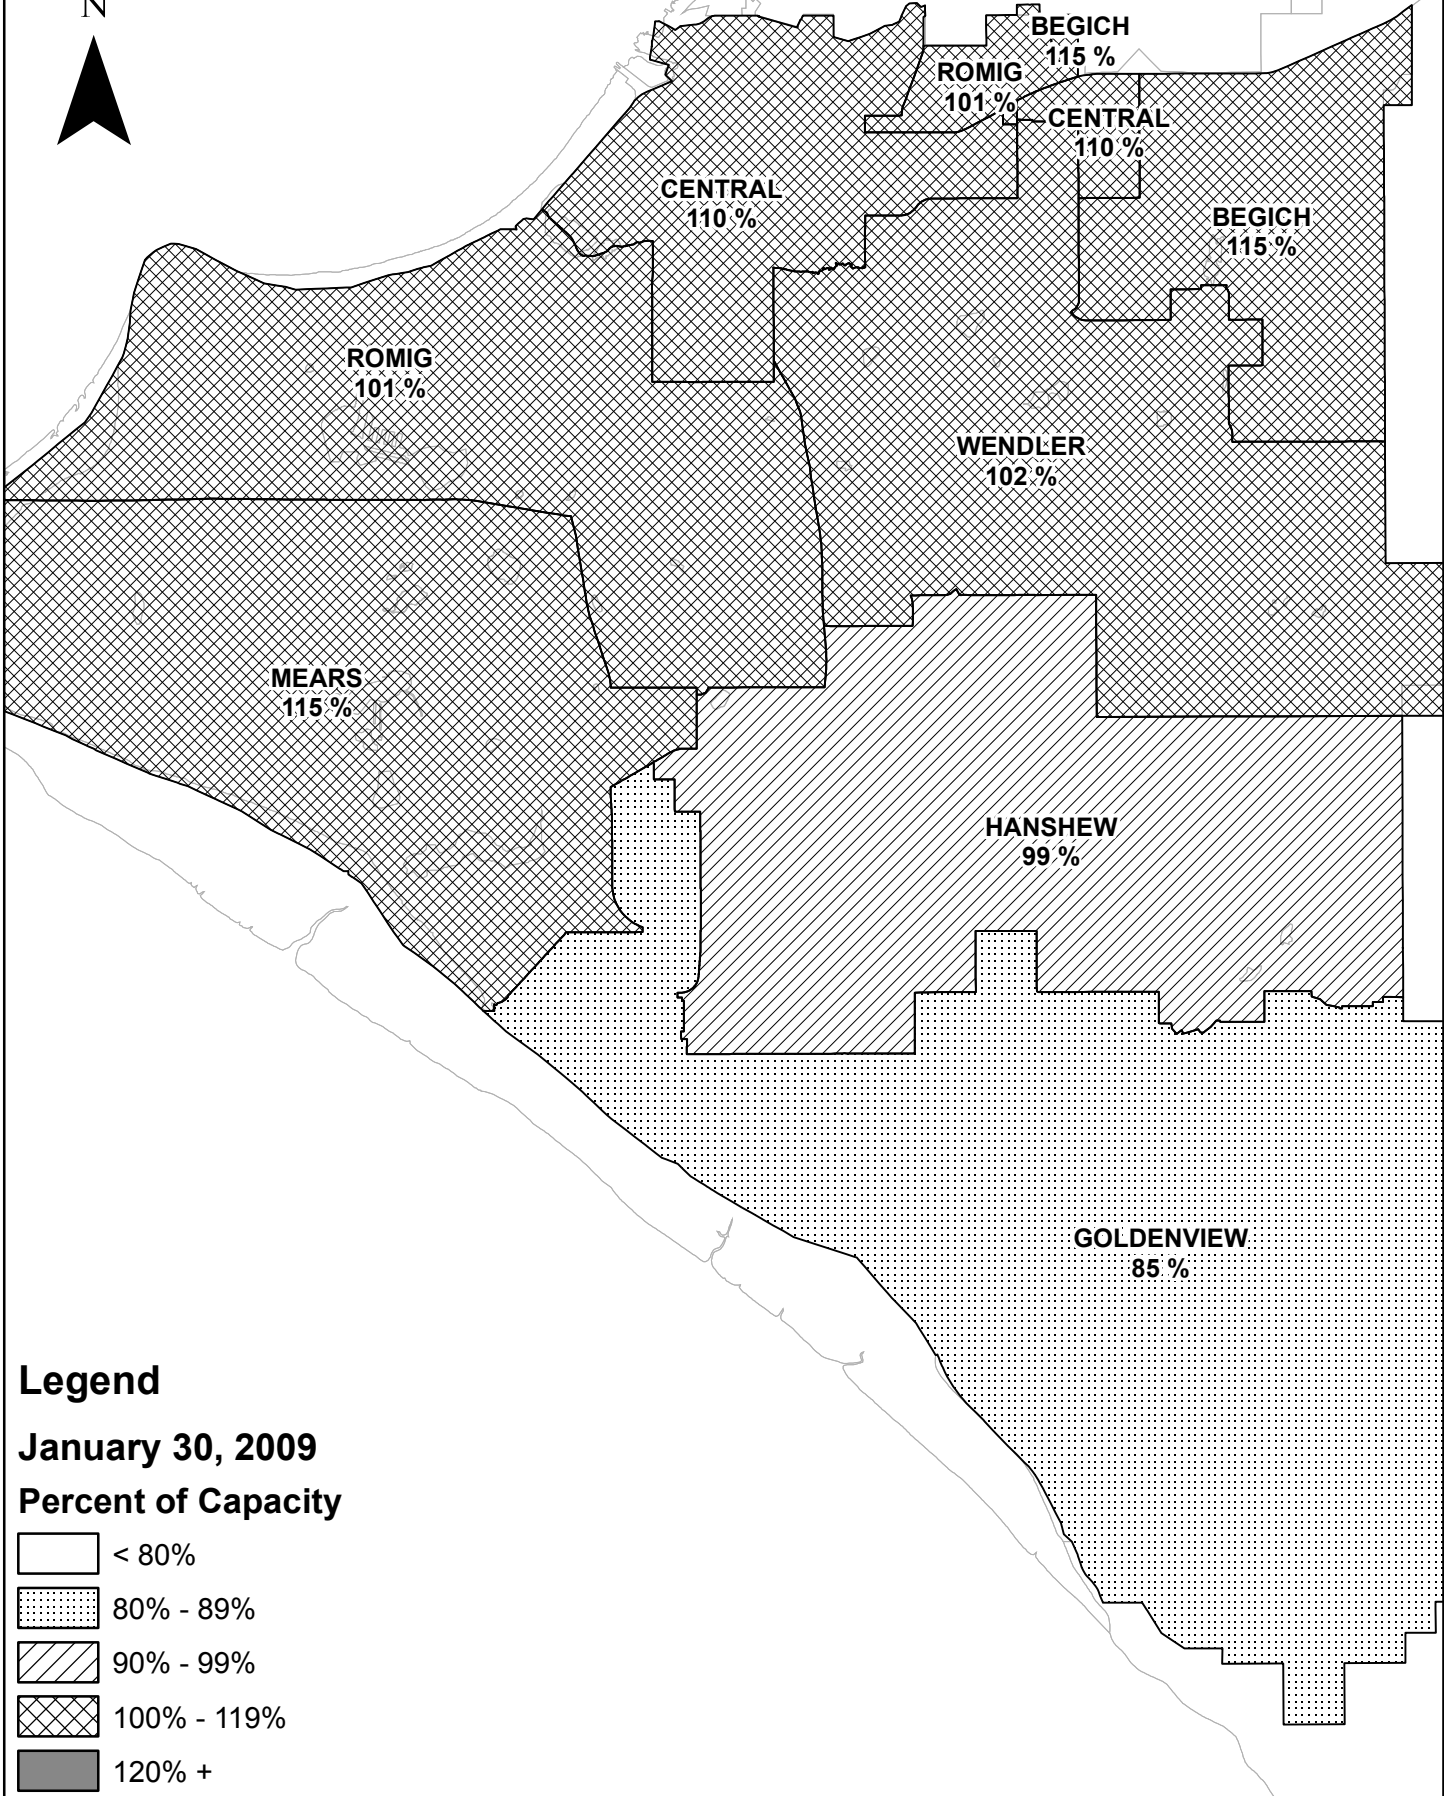 N
BEGICH
115 %
ROMIG
101 %
CENTRAL
110 %
CENTRAL
110 %
BEGICH
115 %
ROMIG
101 %
WENDLER
102 %
MEARS
115 %
HANSHEW
99 %
GOLDENVIEW
85 %
Legend
January 30, 2009
Percent of Capacity
< 80%
80% - 89%
90% - 99%
100% - 119%
120% +